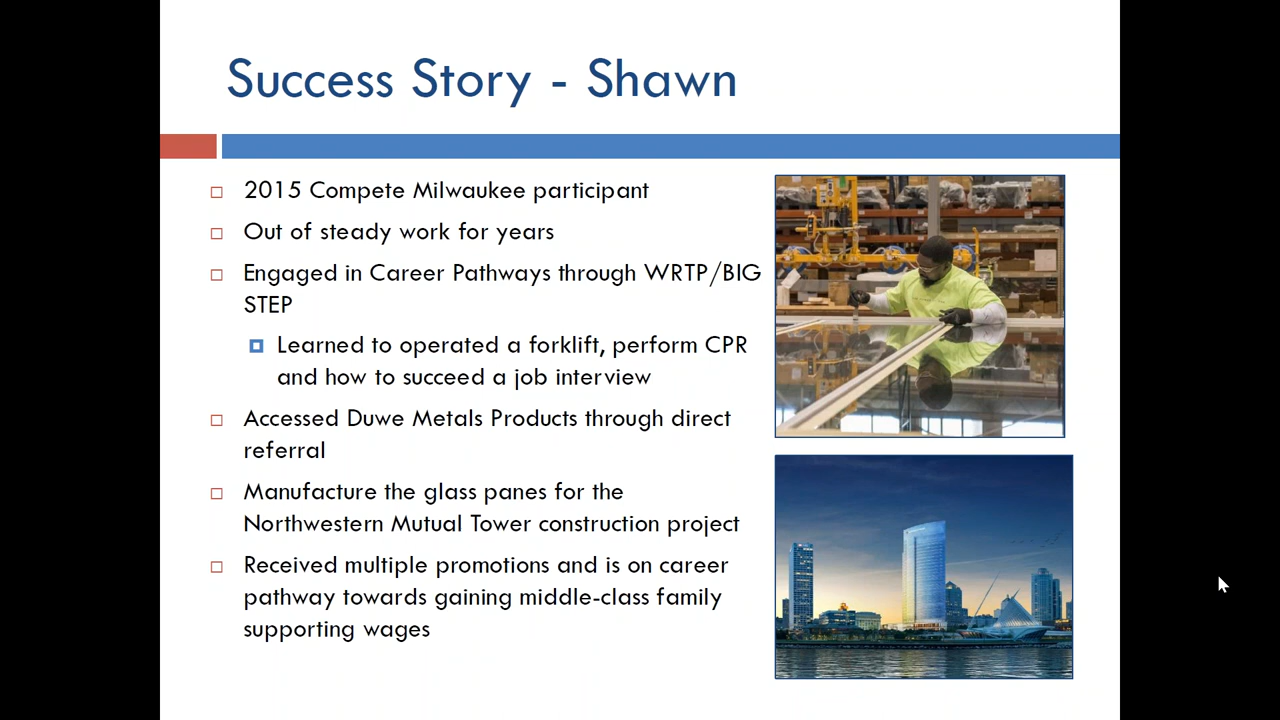 Success Story - Shawn
2015 Compete Milwaukee participant
Out of steady work for years
Engaged in Career Pathways through WRTP/BIG
STEP
Learned to operated a forklift, perform CPR
and how to succeed a job interview
Accessed Duwe Metals Products through direct
referral
Manufacture the glass panes for the
Northwestern Mutual Tower construction project
Received multiple promotions and is on career
pathway towards gaining middle-class family
supporting wages